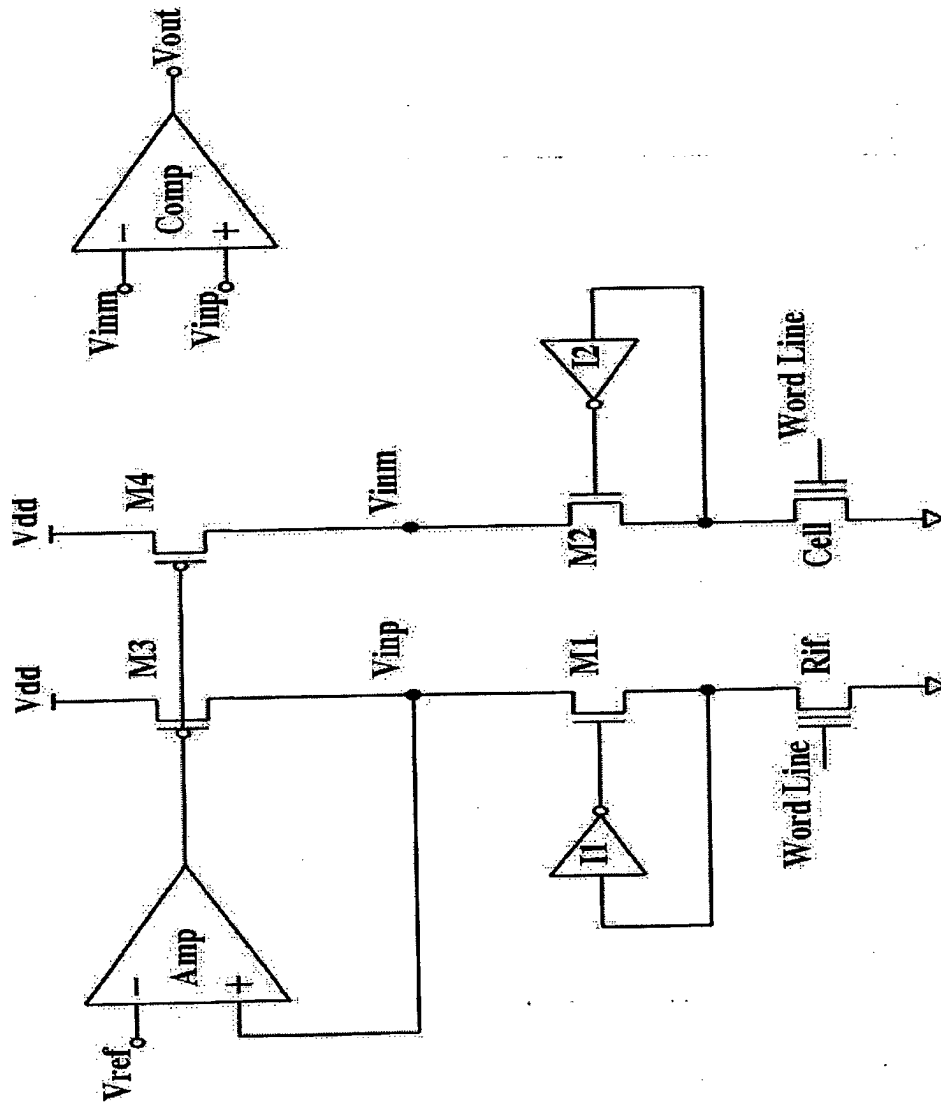 Vdd
Vdd
M3
M4
Vref
−
+
Amp
Vinp
Vinm
Vinm
Vinp
−
+
Comp
Vout
I1
M1
M2
I2
Word Line
Rif
Cell
Word Line